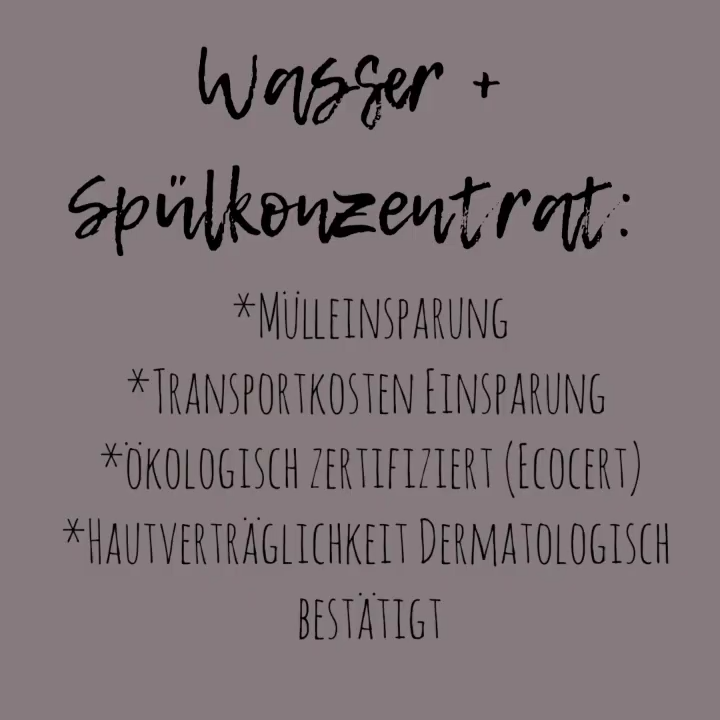 Wasser +
Spülkonzentrat:
*Mülleinsparung
*Transportkosten Einsparung
*ökologisch zertifiziert (Ecocert)
*Hautverträglichkeit Dermatologisch
bestätigt